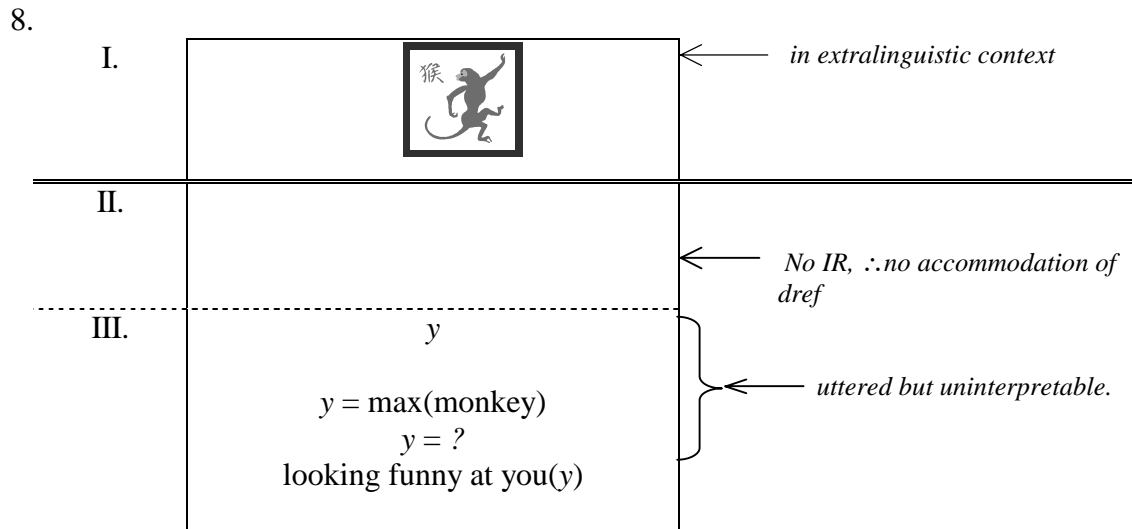 8.
I.
猴
in extralinguistic context
II.
No IR, ∴no accommodation of
dref
III.
y
y = max(monkey)
y = ?
looking funny at you(y)
uttered but uninterpretable.